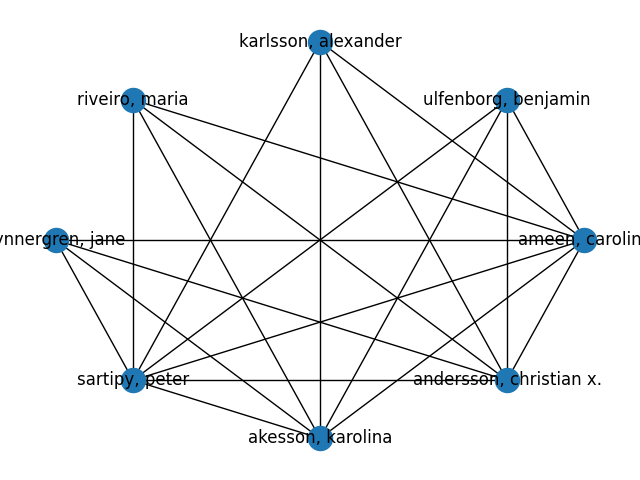 karlsson, alexander
riveiro, maria
ulfenborg, benjamin
ynnergren, jane
ameen, carolin
sartipy, peter
andersson, christian x.
akesson, karolina